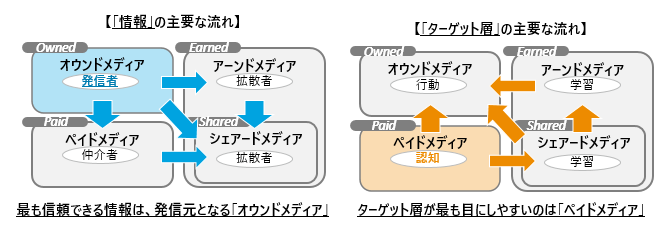 【「情報」の主要な流れ】
Owned
オウンドメディア
発信者
Earned
アーンドメディア
拡散者
Paid
ペイドメディア
仲介者
Shared
シェアードメディア
拡散者
最も信頼できる情報は、発信元となる「オウンドメディア」
【「ターゲット層」の主要な流れ】
Owned
オウンドメディア
行動
Earned
アーンドメディア
学習
Paid
ペイドメディア
認知
Shared
シェアードメディア
学習
ターゲット層が最も目にしやすいのは「ペイドメディア」